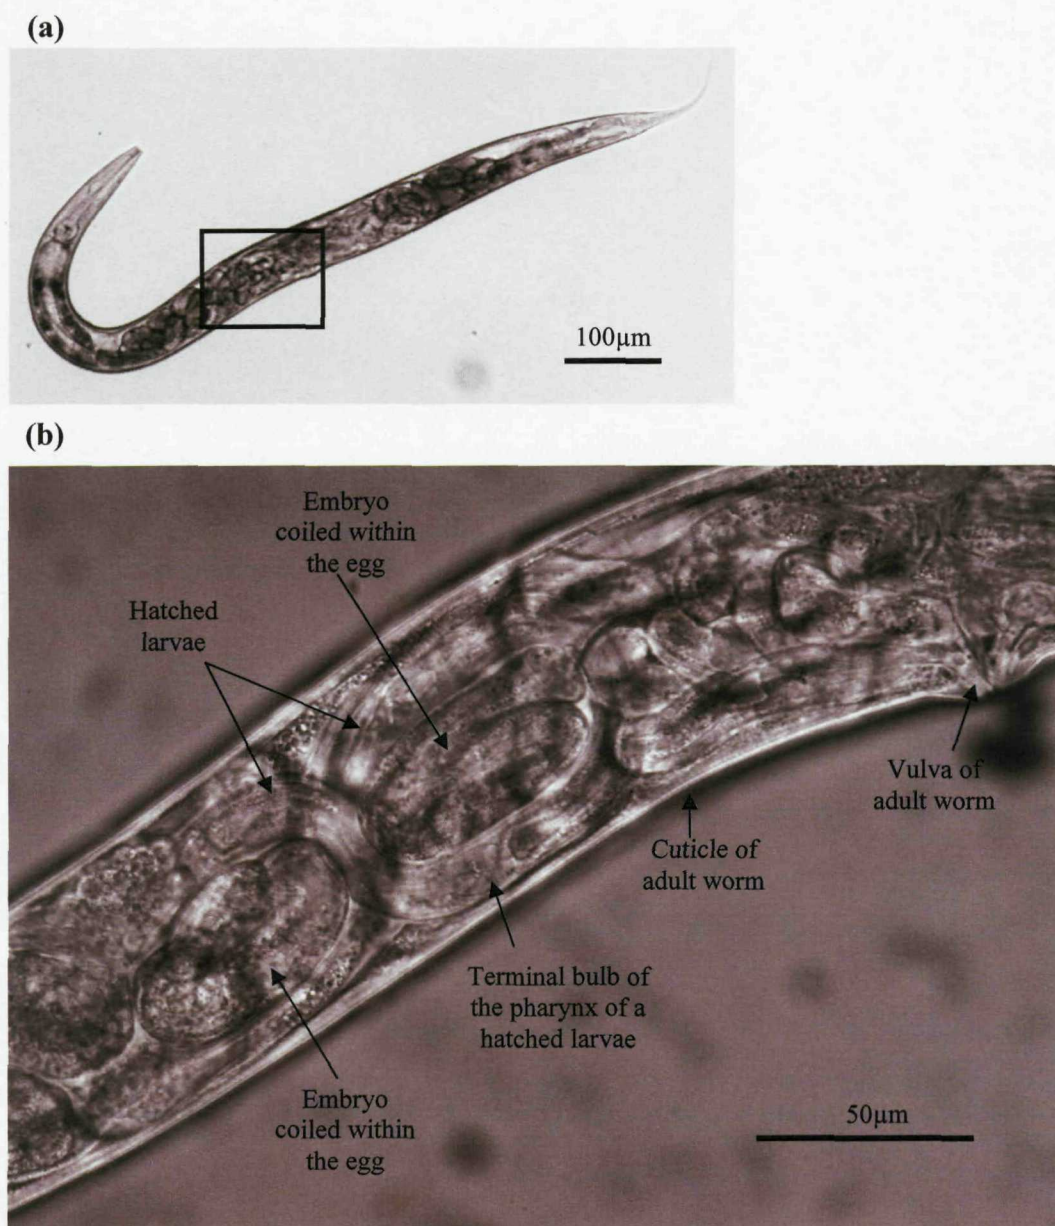 (a)
100µm
(b)
Embryo
coiled within
the egg
Hatched
larvae
Vulva of
adult worm
Cuticle of
adult worm
Terminal bulb of
the pharynx of a
hatched larvae
Embryo
coiled within
the egg
50µm